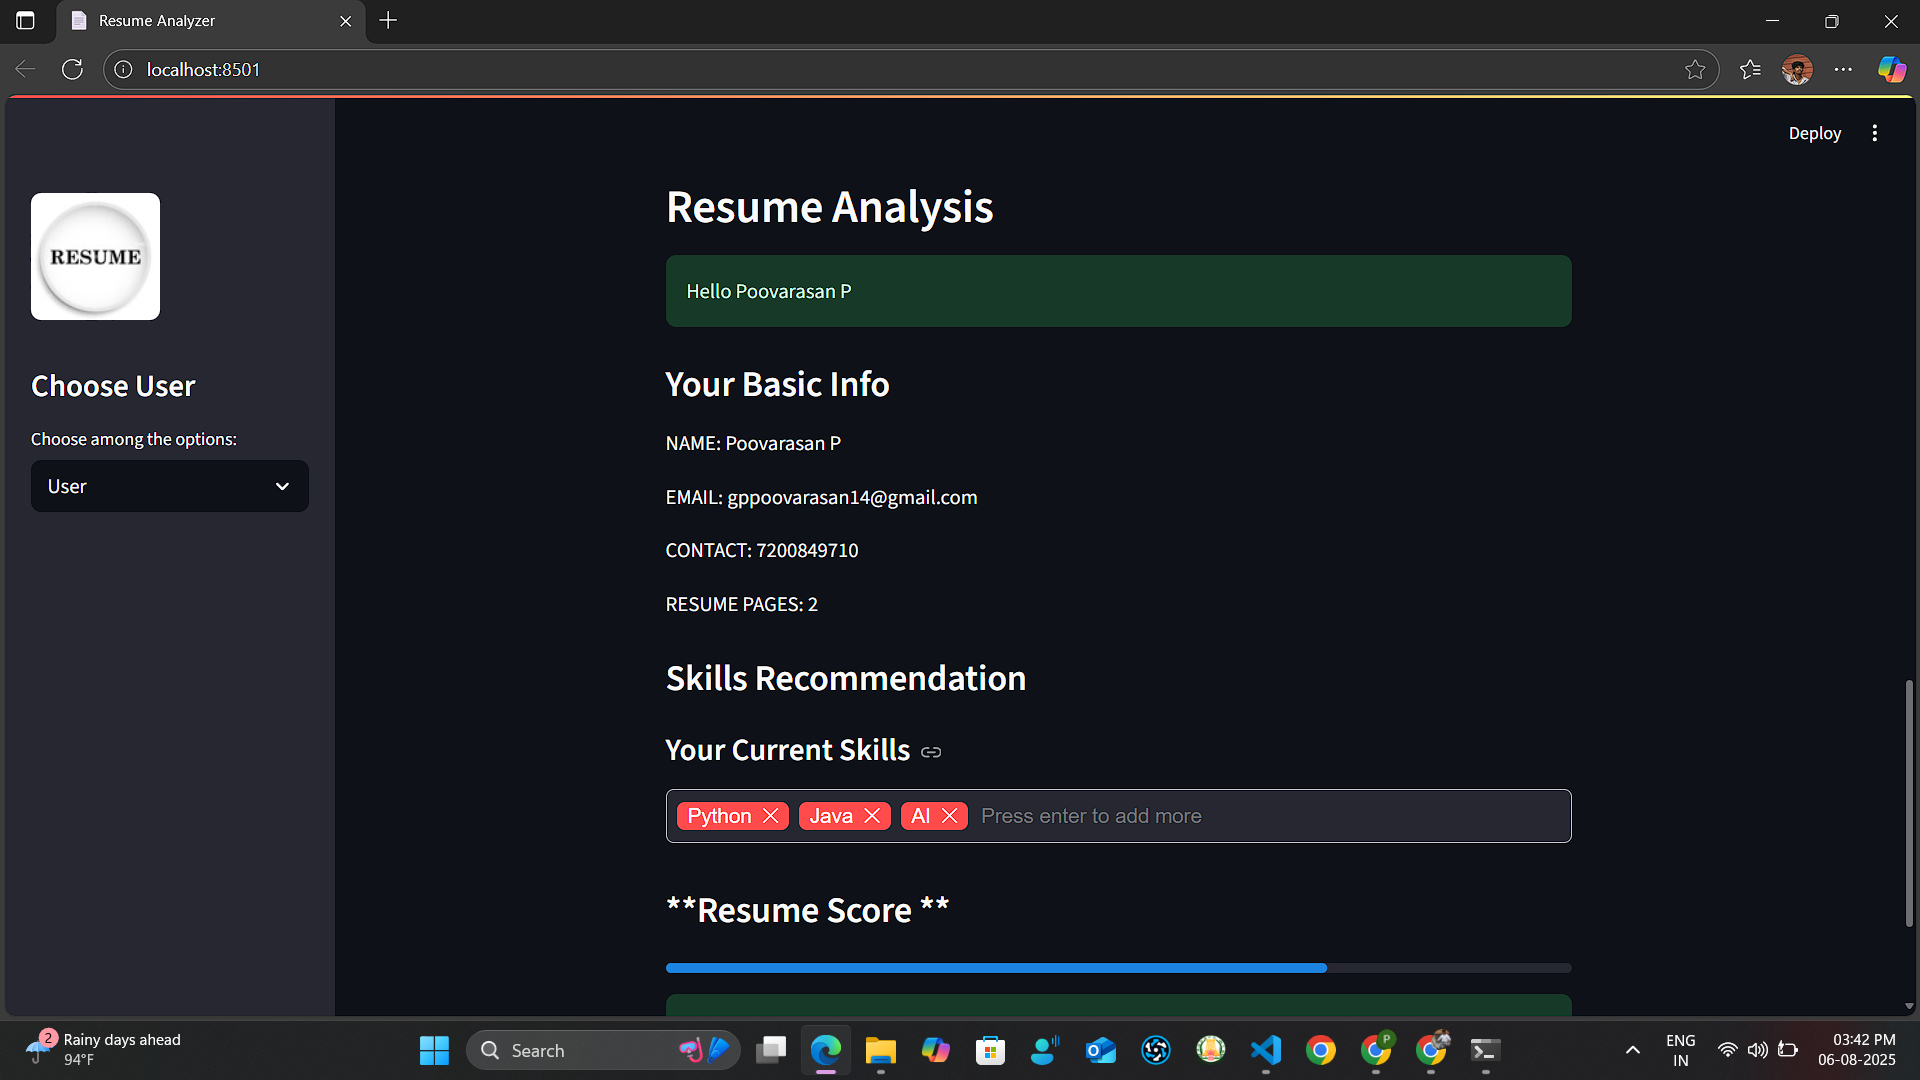 Resume Analyzer
localhost:8501
Deploy
RESUME
Choose User
Choose among the options:
User
Resume Analysis
Hello Poovarasan P
Your Basic Info
NAME: Poovarasan P
EMAIL: gppoovarasan14@gmail.com
CONTACT: 7200849710
RESUME PAGES: 2
Skills Recommendation
Your Current Skills
Python Java AI Press enter to add more
**Resume Score **
2 Rainy days ahead
94°F
Search
P
ENG
IN
03:42 PM
06-08-2025